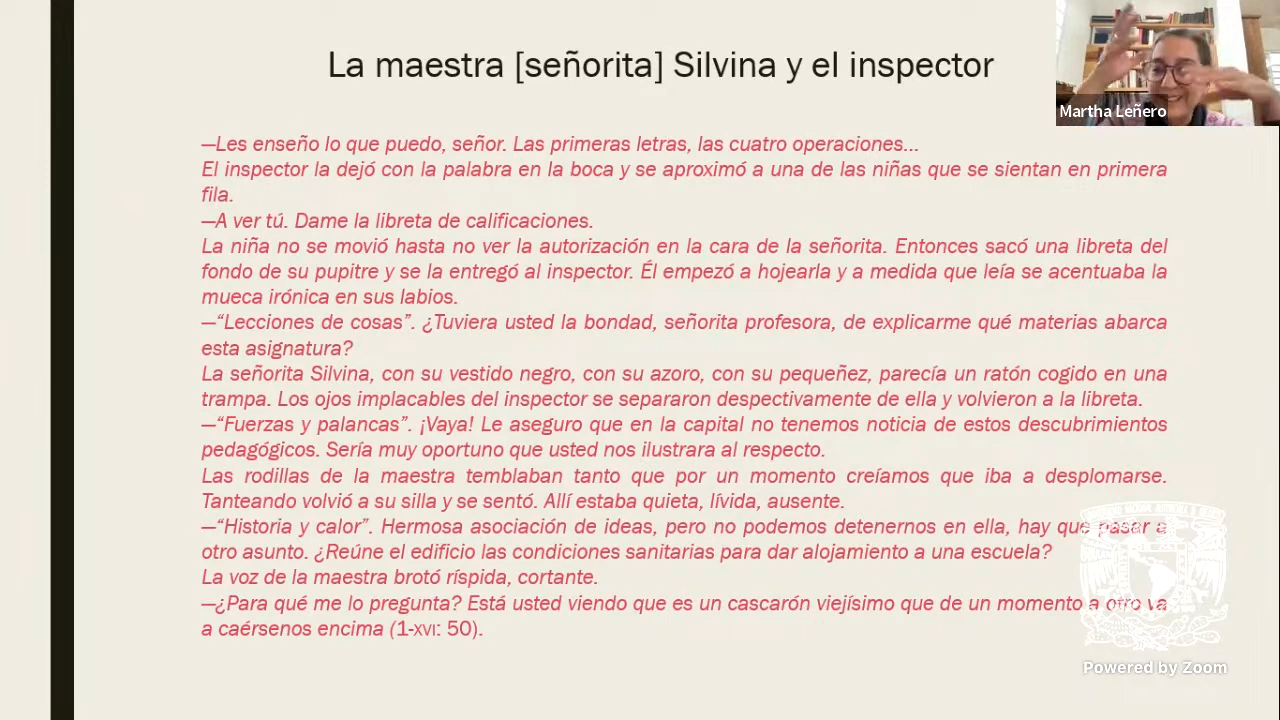 La maestra [señorita] Silvina y el inspector
Martha Leñero
—Les enseño lo que puedo, señor. Las primeras letras, las cuatro operaciones...
El inspector la dejó con la palabra en la boca y se aproximó a una de las niñas que se sientan en primera
fila.
—A ver tú. Dame la libreta de calificaciones.
La niña no se movió hasta no ver la autorización en la cara de la señorita. Entonces sacó una libreta del
fondo de su pupitre y se la entregó al inspector. Él empezó a hojearla y a medida que leía se acentuaba la
mueca irónica en sus labios.
—“Lecciones de cosas”. ¿Tuviera usted la bondad, señorita profesora, de explicarme qué materias abarca
esta asignatura?
La señorita Silvina, con su vestido negro, con su azoro, con su pequeñez, parecía un ratón cogido en una
trampa. Los ojos implacables del inspector se separaron despectivamente de ella y volvieron a la libreta.
—“Fuerzas y palancas”. ¡Vaya! Le aseguro que en la capital no tenemos noticia de estos descubrimientos
pedagógicos. Sería muy oportuno que usted nos ilustrara al respecto.
Las rodillas de la maestra temblaban tanto que por un momento creíamos que iba a desplomarse.
Tanteando volvió a su silla y se sentó. Allí estaba quieta, lívida, ausente.
—“Historia y calor”. Hermosa asociación de ideas, pero no podemos detenernos en ella, hay que pasar a
otro asunto. ¿Reúne el edificio las condiciones sanitarias para dar alojamiento a una escuela?
La voz de la maestra brotó ríspida, cortante.
—¿Para qué me lo pregunta? Está usted viendo que es un cascarón viejísimo que de un momento a otro va
a caérsenos encima (1-XVI: 50).
Powered by Zoom